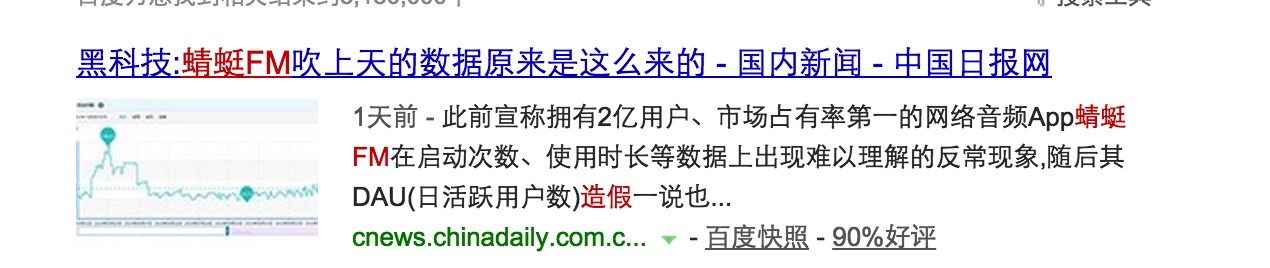 黑科技:蜻蜓FM吹上天的数据原来是这么来的 - 国内新闻 - 中国日报网
1天前 - 此前宣称拥有2亿用户、市场占有率第一的网络音频App蜻蜓
FM在启动次数、使用时长等数据上出现难以理解的反常现象,随后其
DAU(日活跃用户数)造假一说也...
cnews.chinadaily.com.c... - 百度快照 - 90%好评